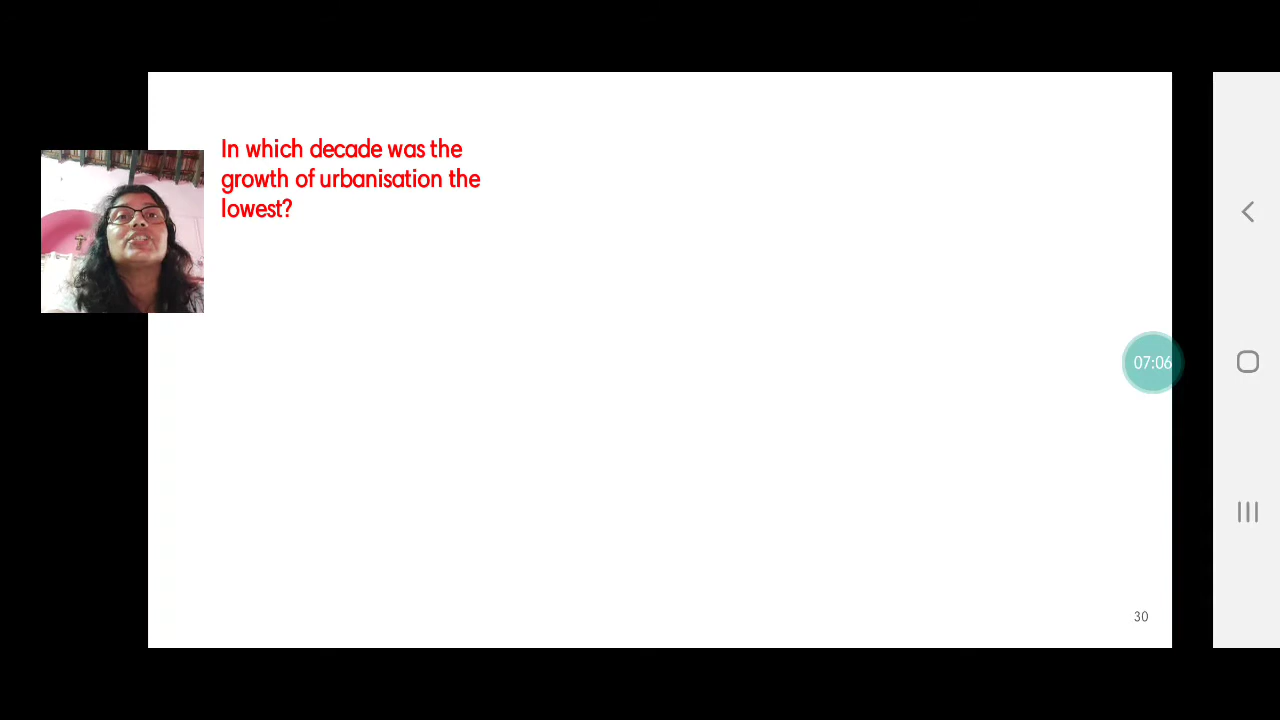 In which decade was the
growth of urbanisation the
lowest?
07:06
30